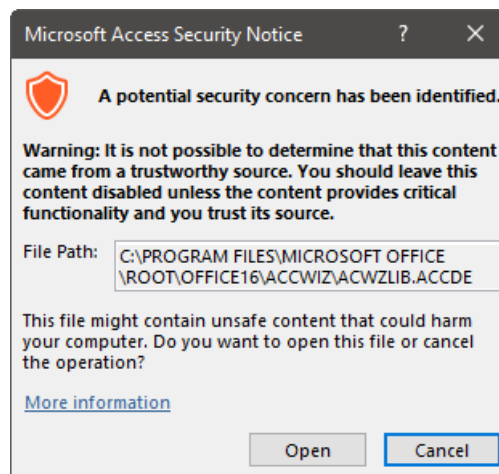 Microsoft Access Security Notice ? ×
A potential security concern has been identified.
Warning: It is not possible to determine that this content
came from a trustworthy source. You should leave this
content disabled unless the content provides critical
functionality and you trust its source.
File Path: C:\PROGRAM FILES\MICROSOFT OFFICE
\ROOT\OFFICE16\ACCWIZ\ACWZLIB.ACCDE
This file might contain unsafe content that could harm
your computer. Do you want to open this file or cancel
the operation?
More information
Open Cancel